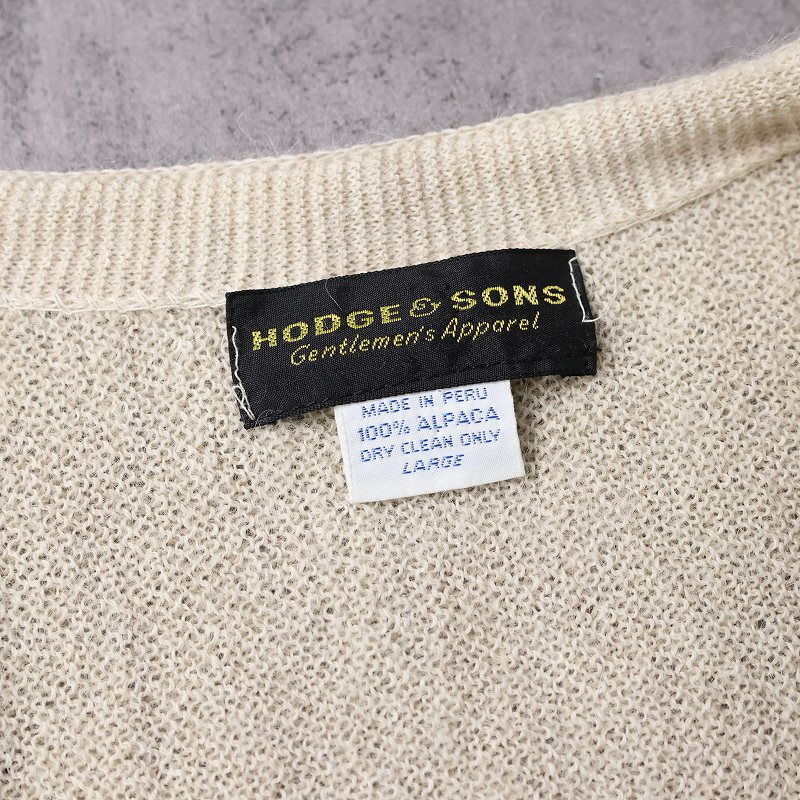 HODGE & SONS
Gentlemen's Apparel
MADE IN PERU
100% ALPACA
DRY CLEAN ONLY
LARGE